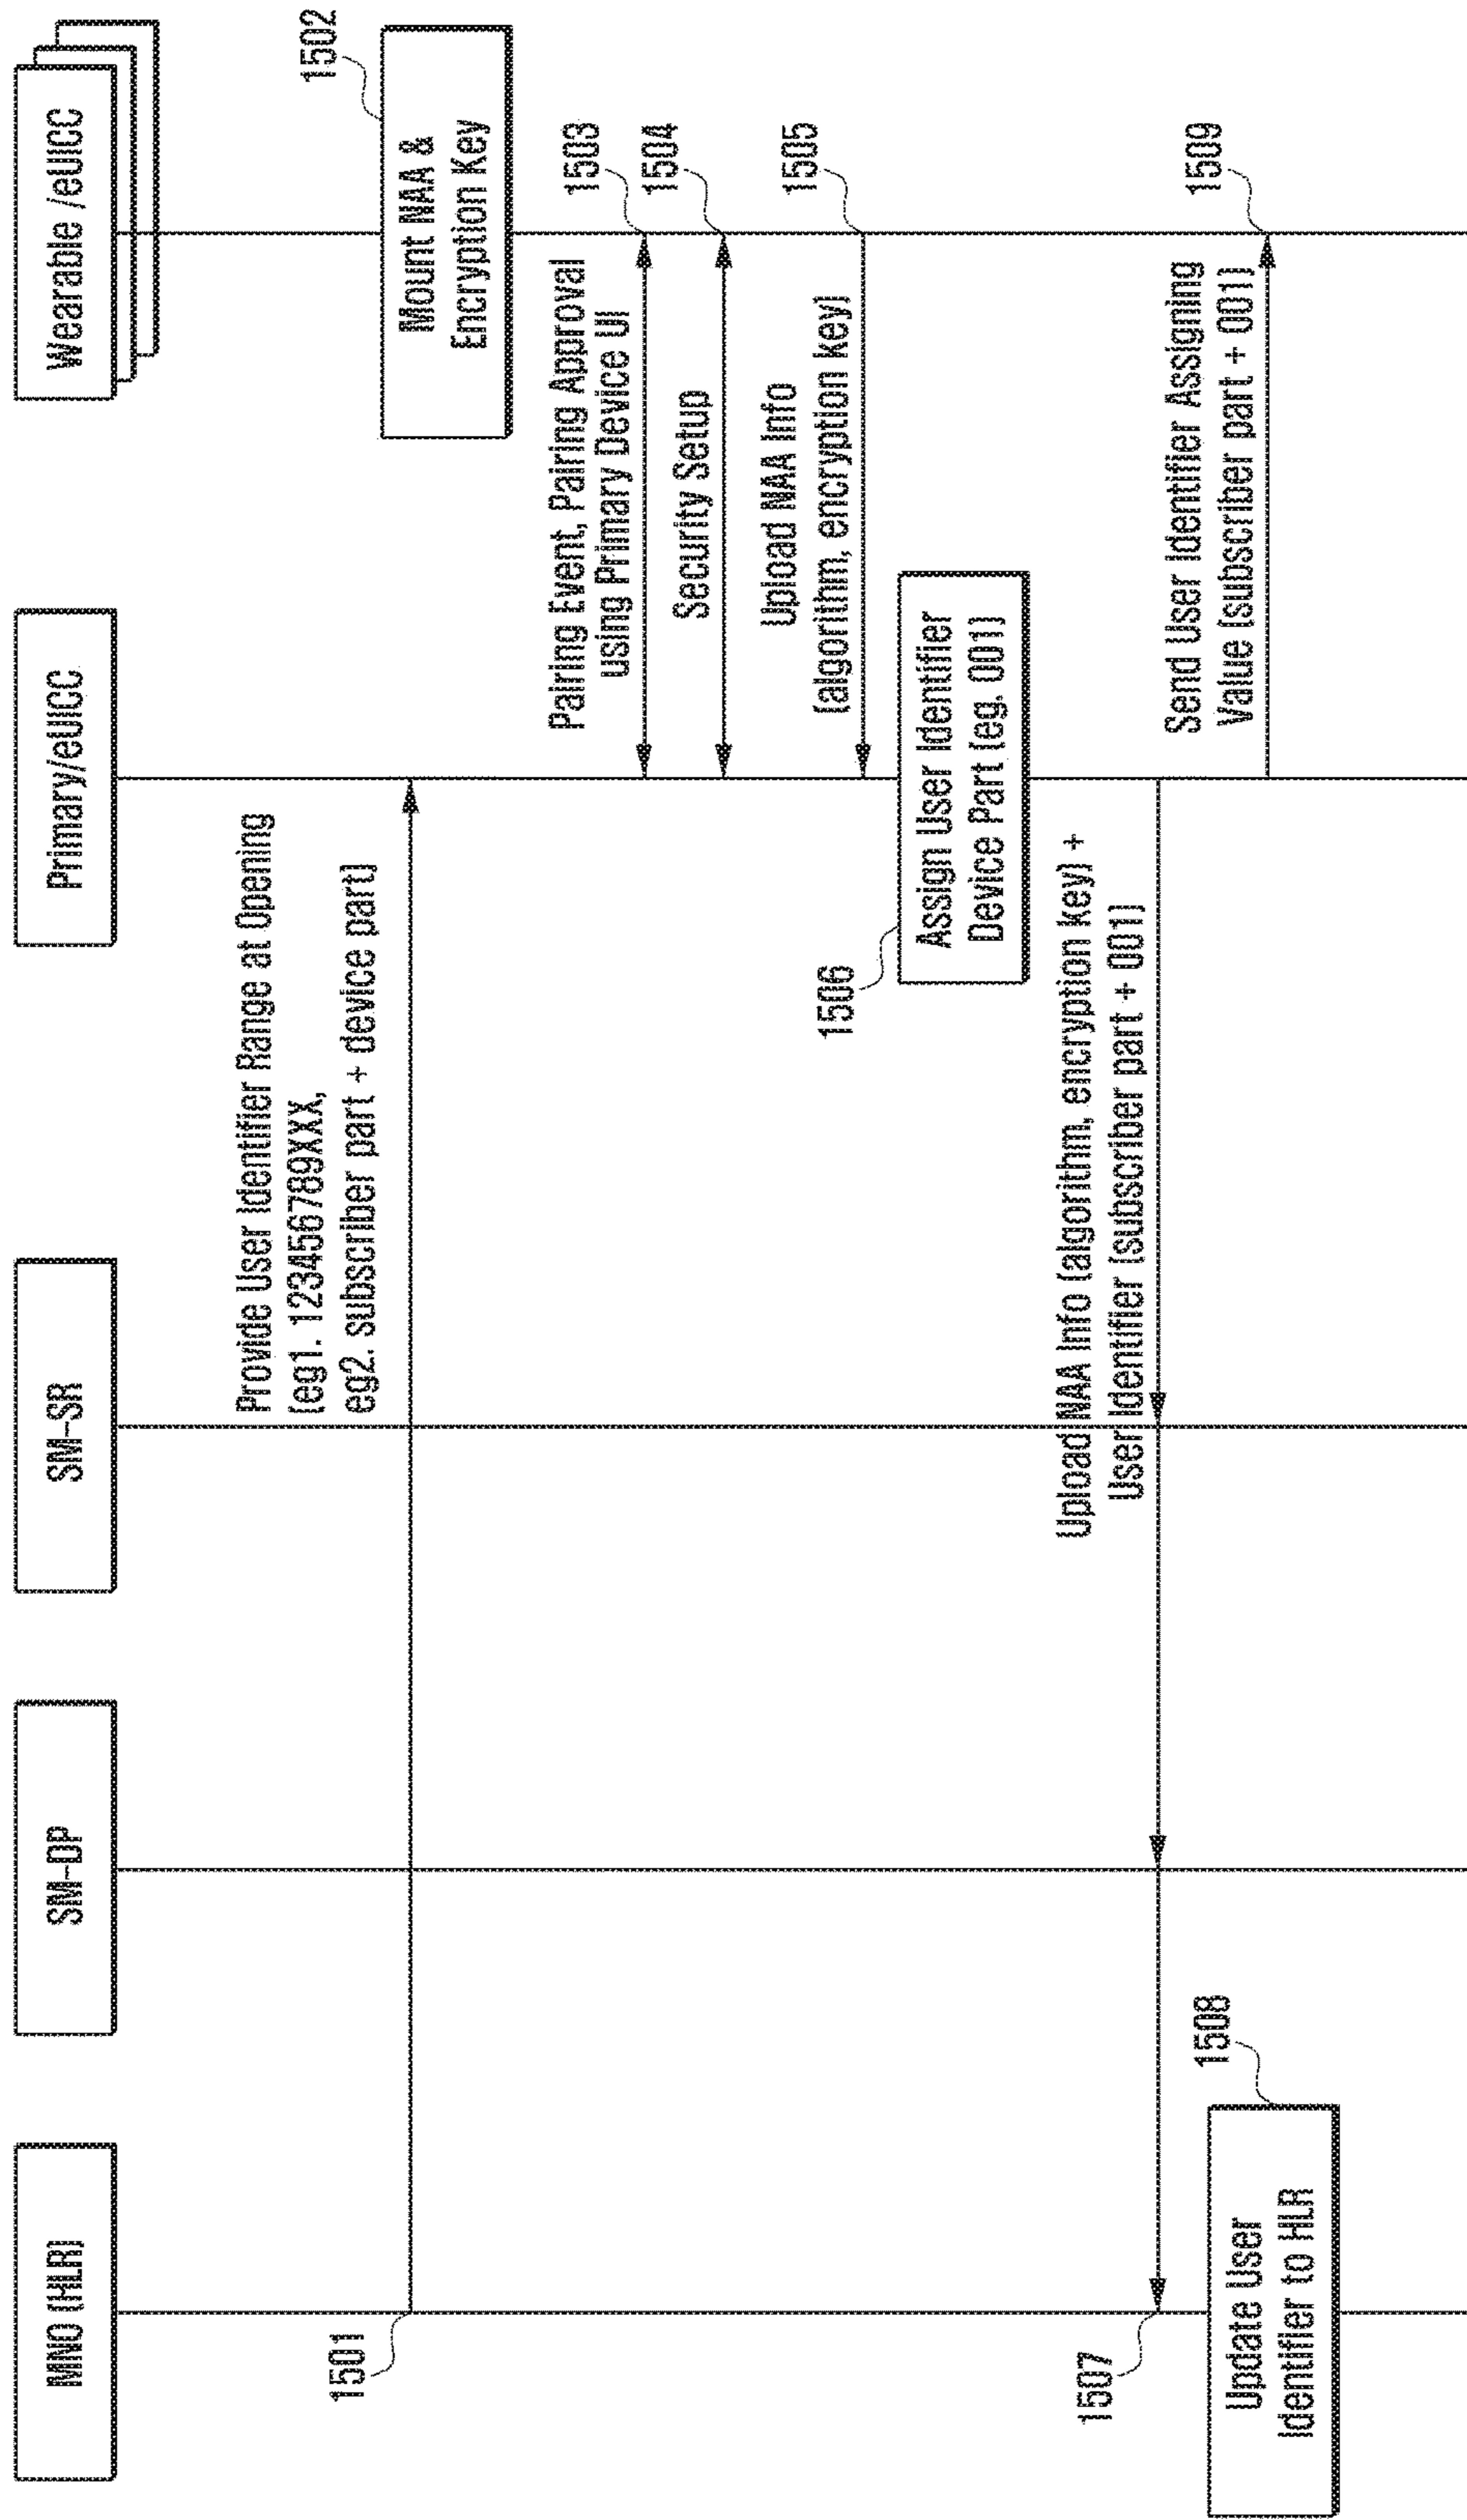 MNO (HLR)
SM-DP
SM-SR
Primary/eUICC
Wearable /eUICC
Provide User Identifier Range at Opening
(eg1. 123456789XXX,
eg2. subscriber part + device part)
1501
1502
Mount NAA &
Encryption Key
Pairing Event, Pairing Approval
using Primary Device UI
1503
Security Setup
1504
Upload NAA Info
(algorithm, encryption key)
1505
1506
Assign User Identifier
Device Part (eg. 001)
Upload NAA Info (algorithm, encryption key) +
User Identifier (subscriber part + 001)
1507
1508
Update User
Identifier to HLR
Send User Identifier Assigning
Value (subscriber part + 001)
1509